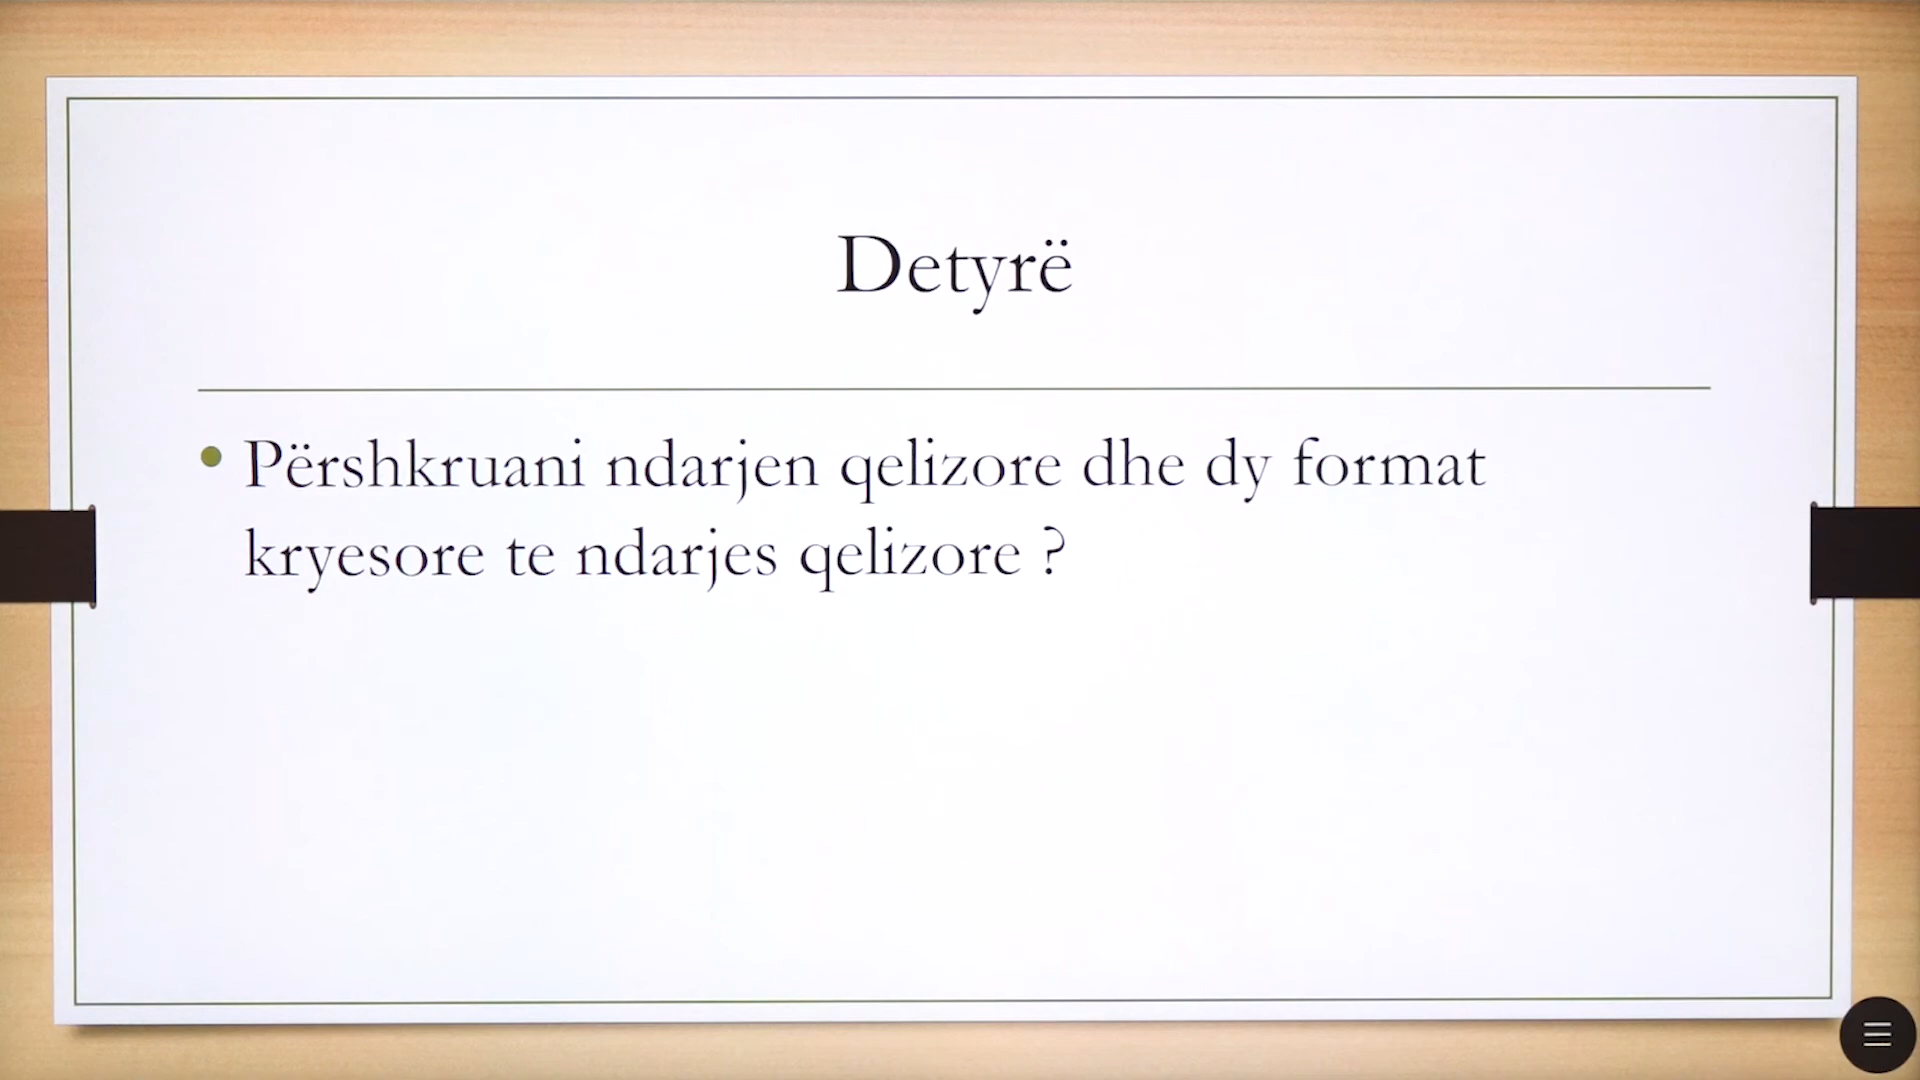 Detyrë
Përshkruani ndarjen qelizore dhe dy format
kryesore te ndarjes qelizore ?